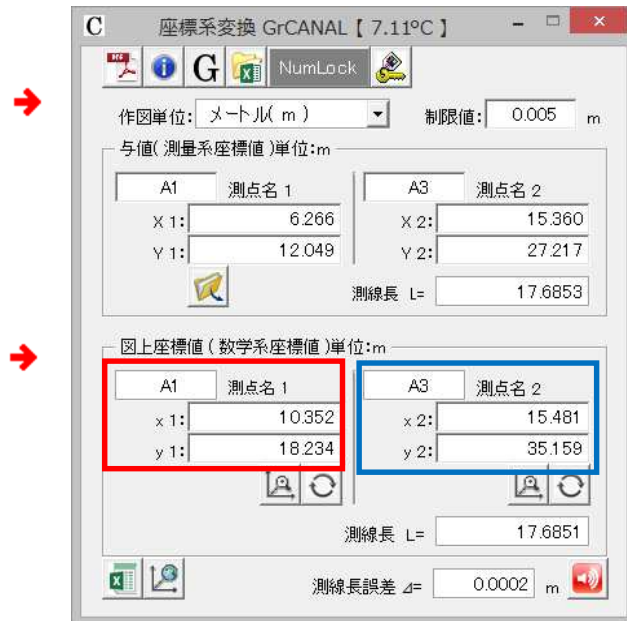 C 座標系変換 GrCANAL【 7.11ºC 】
G NumLock
作図単位: メートル( m ) 制限値: 0.005 m
与値( 測量系座標値 )単位:m
A1 測点名 1 A3 測点名 2
X 1: 6.266 X 2: 15.360
Y 1: 12.049 Y 2: 27.217
測線長 L= 17.6853
図上座標値 ( 数学系座標値 )単位:m
A1 測点名 1 A3 測点名 2
x 1: 10.352 x 2: 15.481
y 1: 18.234 y 2: 35.159
測線長 L= 17.6851
測線長誤差 ⊿= 0.0002 m